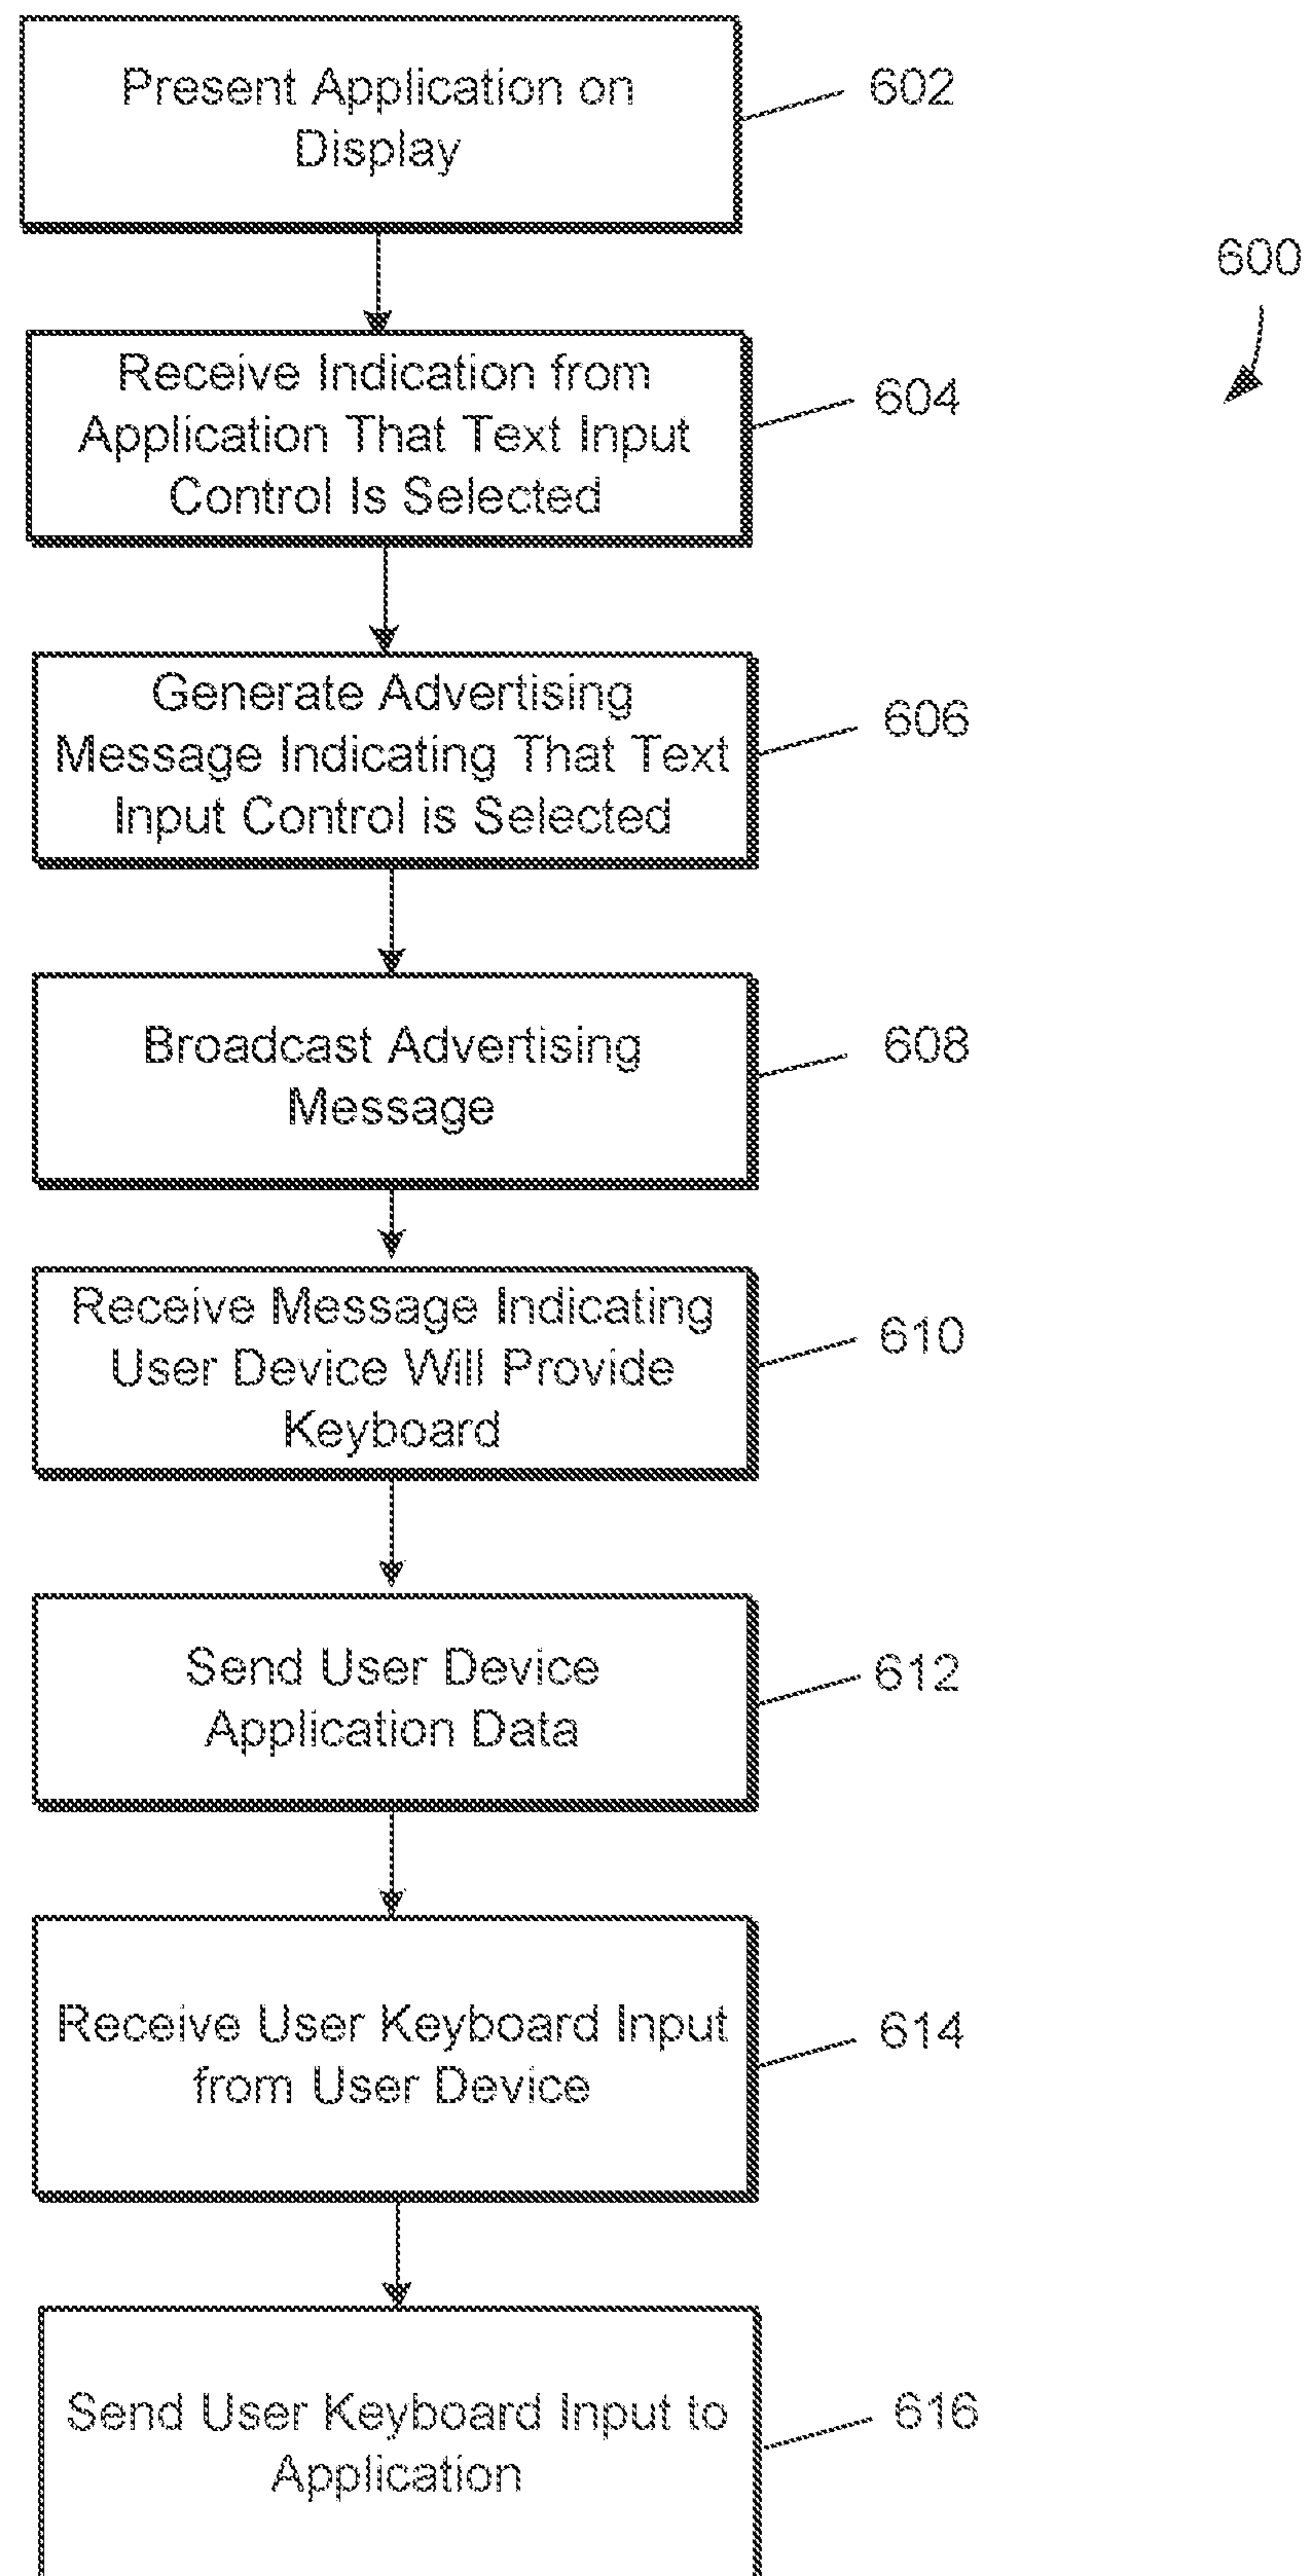 Present Application on
Display
602
600
Receive Indication from
Application That Text Input
Control Is Selected
604
Generate Advertising
Message Indicating That Text
Input Control is Selected
606
Broadcast Advertising
Message
608
Receive Message Indicating
User Device Will Provide
Keyboard
610
Send User Device
Application Data
612
Receive User Keyboard Input
from User Device
614
Send User Keyboard Input to
Application
616